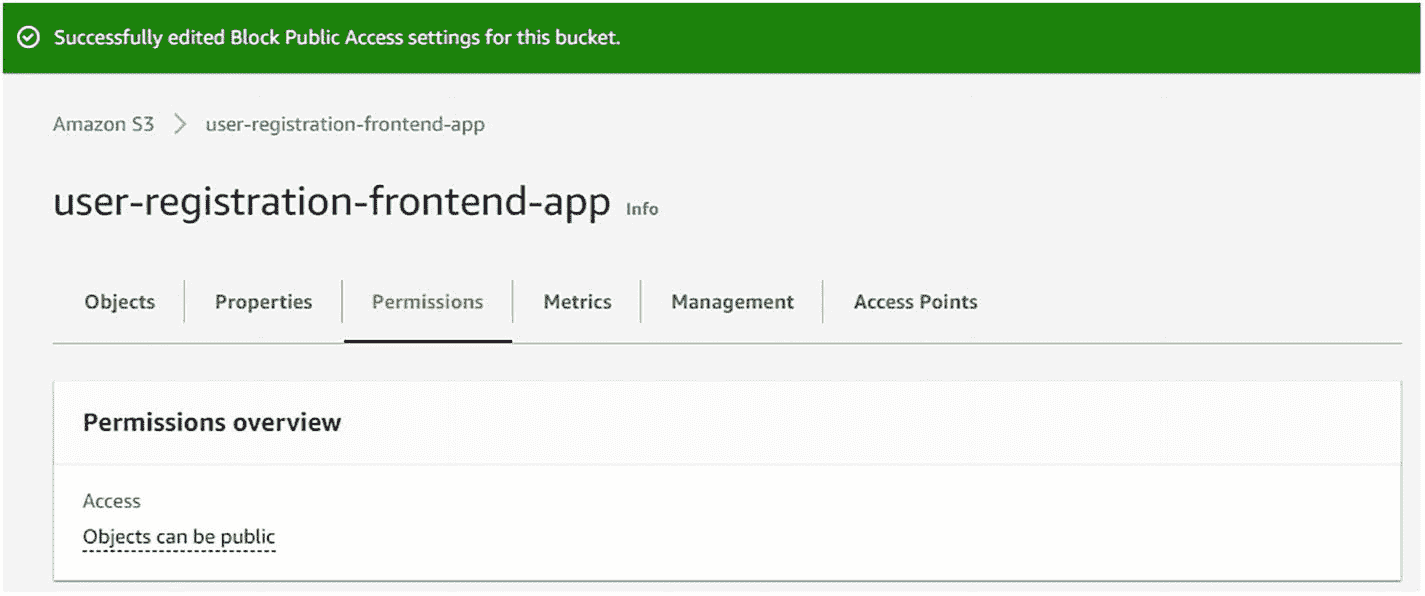 Successfully edited Block Public Access settings for this bucket.
Amazon S3 > user-registration-frontend-app
user-registration-frontend-app Info
Objects Properties Permissions Metrics Management Access Points
Permissions overview
Access
Objects can be public